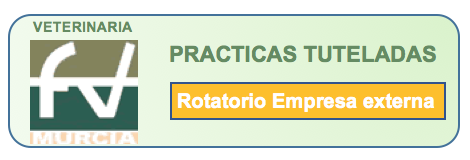 VETERINARIA
fv
MURCIA
PRACTICAS TUTELADAS
Rotatorio Empresa externa